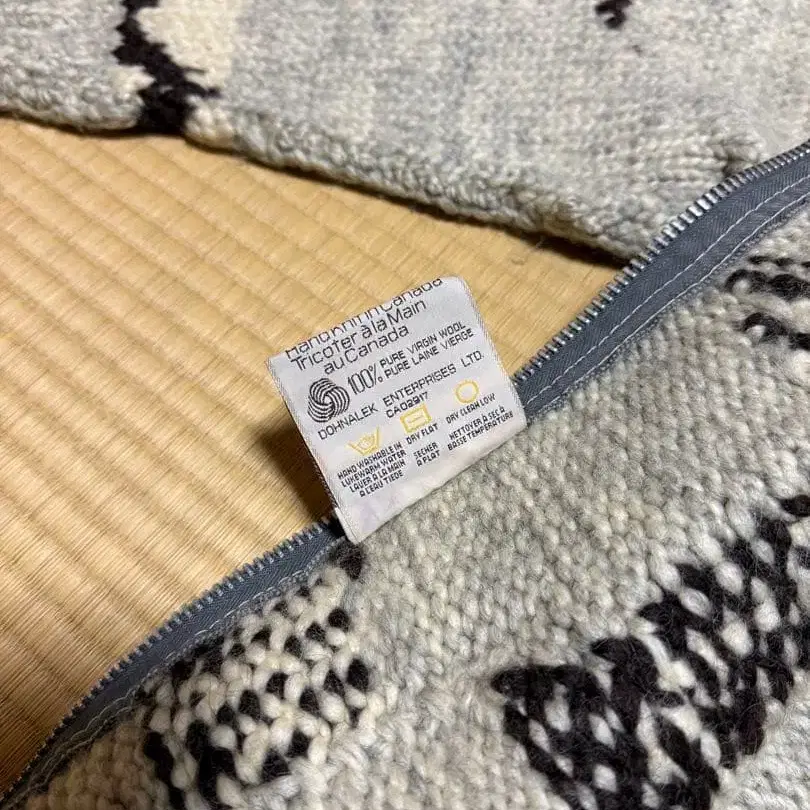 Hand Knit in Canada
Tricoter à la Main
au Canada
100% PURE VIRGIN WOOL
PURE LAINE VIERGE
DOHNALEK ENTERPRISES LTD.
CA02917
HAND WASHABLE IN
LUKEWARM WATER
LAVER À LA MAIN
À L'EAU TIÈDE
DRY FLAT
SECHER
À PLAT
DRY CLEAN LOW
NETTOYER À SEC À
BASSE TEMPÉRATURE